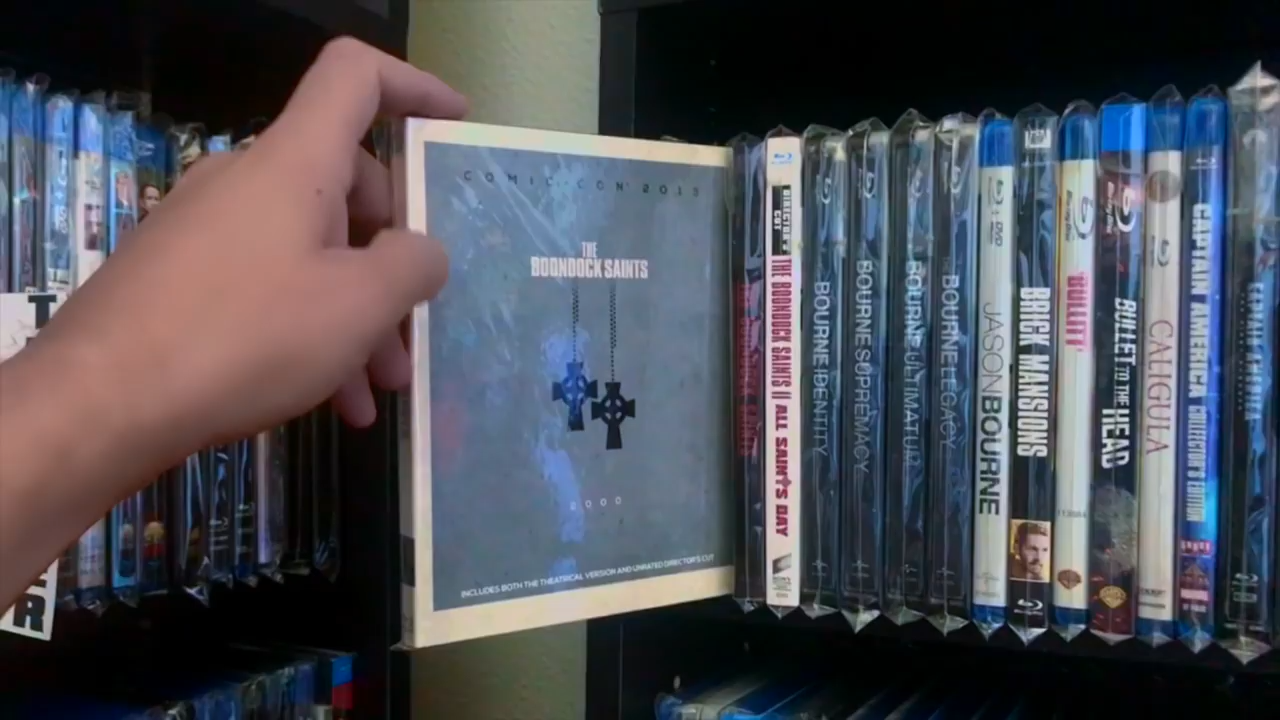 COMIC-CON 2013
THE
BOONDOCK SAINTS
2000
INCLUDES BOTH THE THEATRICAL VERSION AND UNRATED DIRECTOR'S CUT
DIRECTOR'S CUT
THE BOONDOCK SAINTS II ALL SAINTS DAY
BOURNE IDENTITY
BOURNE SUPREMACY
BOURNE ULTIMATUM
BOURNE LEGACY
JASON BOURNE
BRICK MANSIONS
BULLITT
BULLET TO THE HEAD
CALIGULA
CAPTAIN AMERICA COLLECTOR'S EDITION
T
R